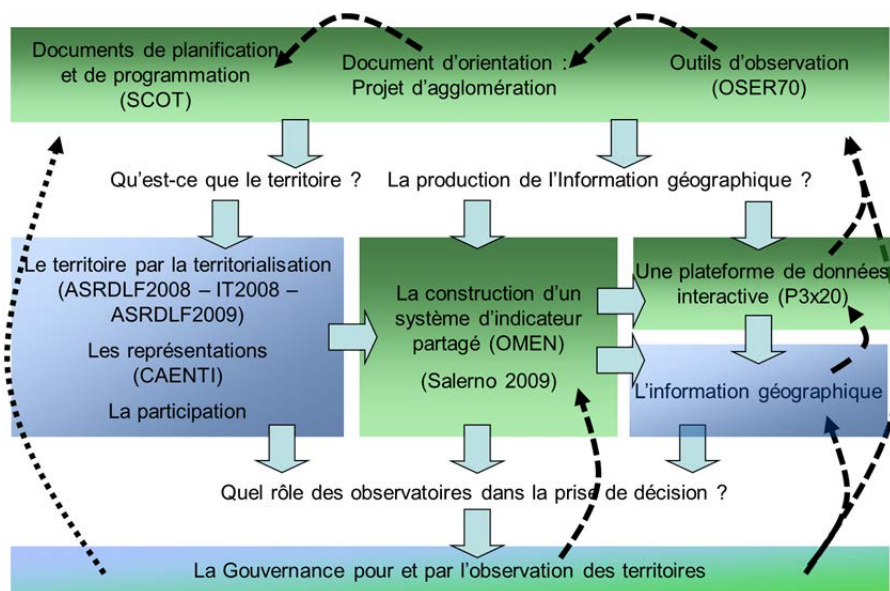 Documents de planification
et de programmation
(SCOT)
Document d'orientation :
Projet d'agglomération
Outils d'observation
(OSER70)
Qu'est-ce que le territoire ?
La production de l'Information géographique ?
Le territoire par la territorialisation
(ASRDLF2008 – IT2008 –
ASRDLF2009)
Les représentations
(CAENTI)
La participation
La construction d'un
système d'indicateur
partagé (OMEN)
(Salerno 2009)
Une plateforme de données
interactive (P3x20)
L'information géographique
Quel rôle des observatoires dans la prise de décision ?
La Gouvernance pour et par l'observation des territoires